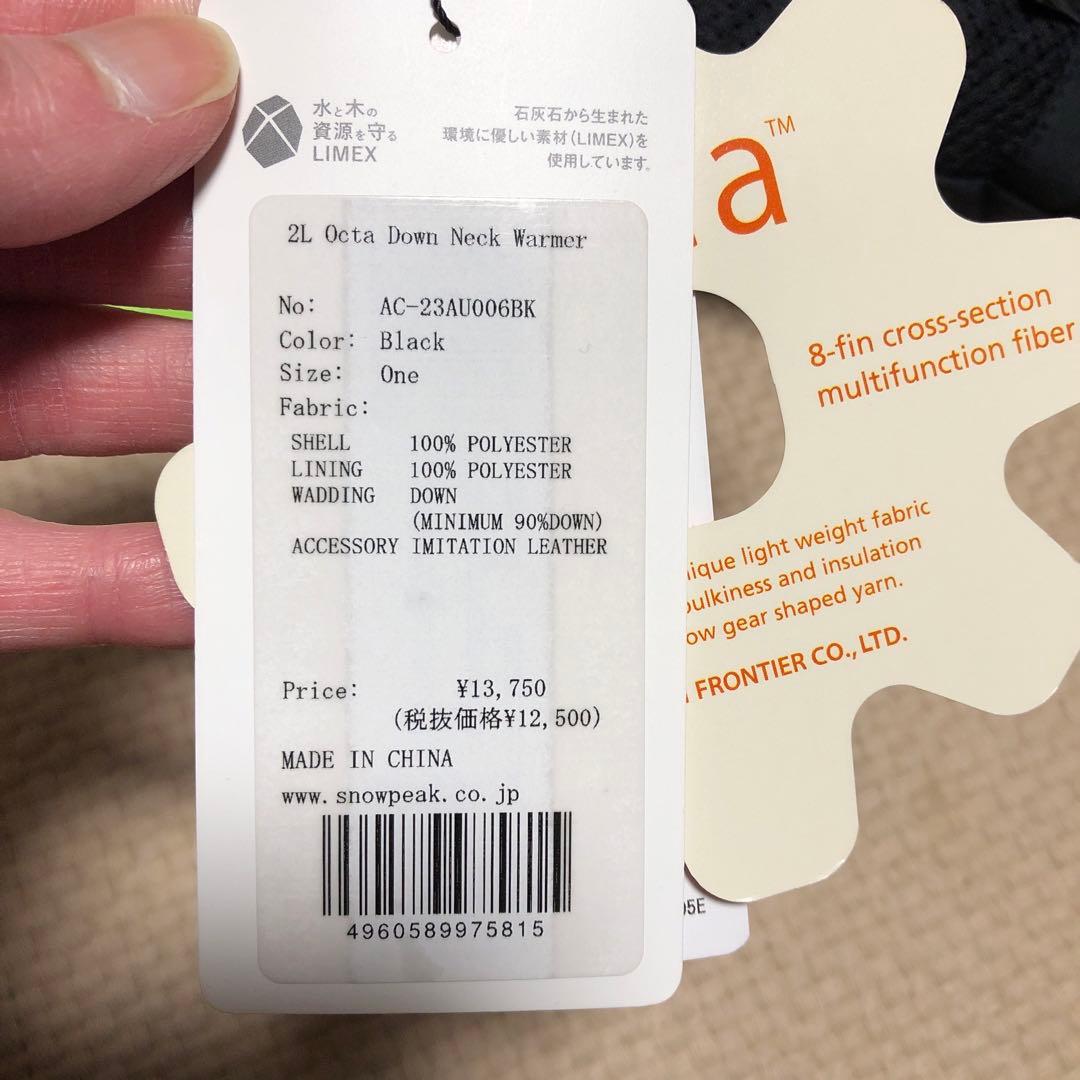 水と木の
資源を守る
LIMEX
石灰石から生まれた
環境に優しい素材(LIMEX)を
使用しています。
2L Octa Down Neck Warmer
No: AC-23AU006BK
Color: Black
Size: One
Fabric:
SHELL 100% POLYESTER
LINING 100% POLYESTER
WADDING DOWN
(MINIMUM 90%DOWN)
ACCESSORY IMITATION LEATHER
Price: ¥13,750
(税抜価格¥12,500)
MADE IN CHINA
www.snowpeak.co.jp
4960589975815
a™
8-fin cross-section
multifunction fiber
light weight fabric
and insulation
gear shaped yarn.
FRONTIER CO., LTD.
05E